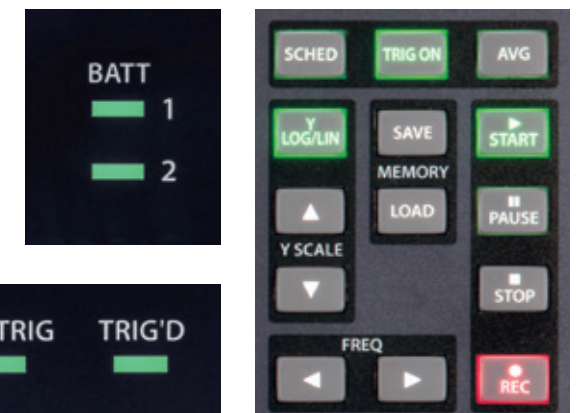 BATT
1
2
TRIG
TRIG'D
SCHED
TRIG ON
AVG
Y
LOG/LIN
SAVE
START
MEMORY
LOAD
PAUSE
Y SCALE
STOP
FREQ
REC